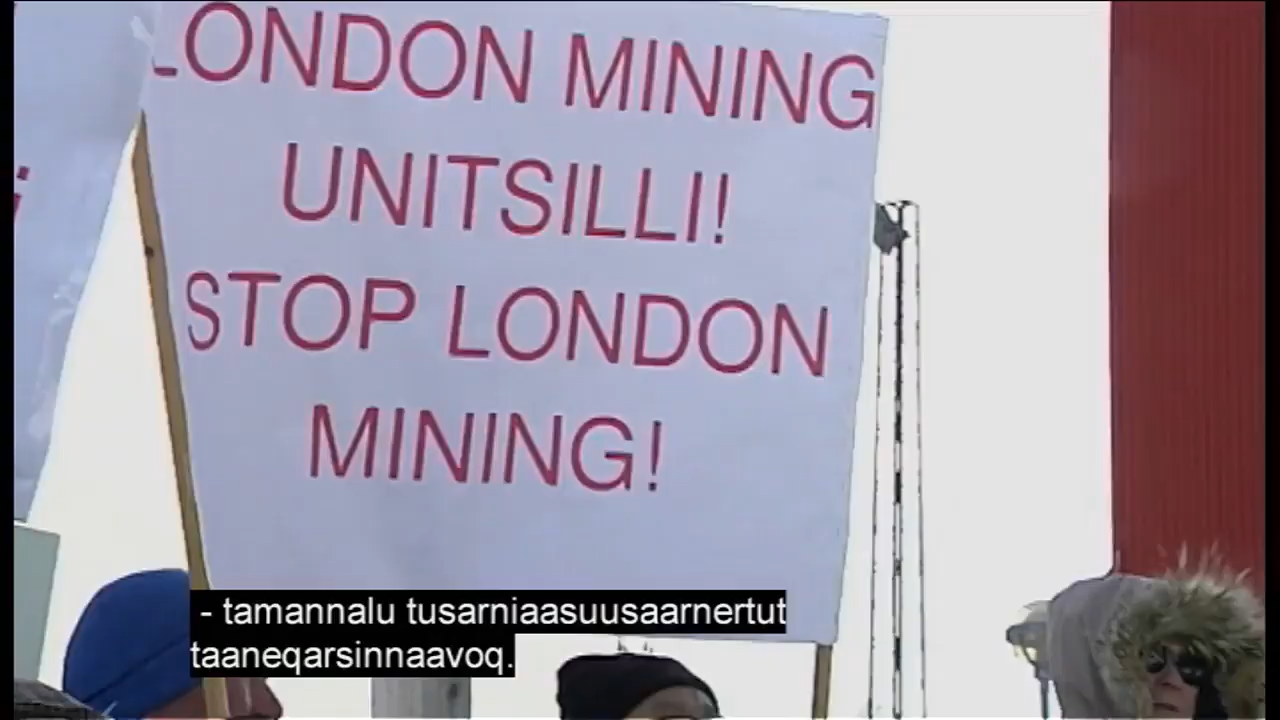 LONDON MINING
UNITSILLI!
STOP LONDON
MINING!
- tamannalu tusarniaasuusaarnertut
taaneqarsinnaavoq.